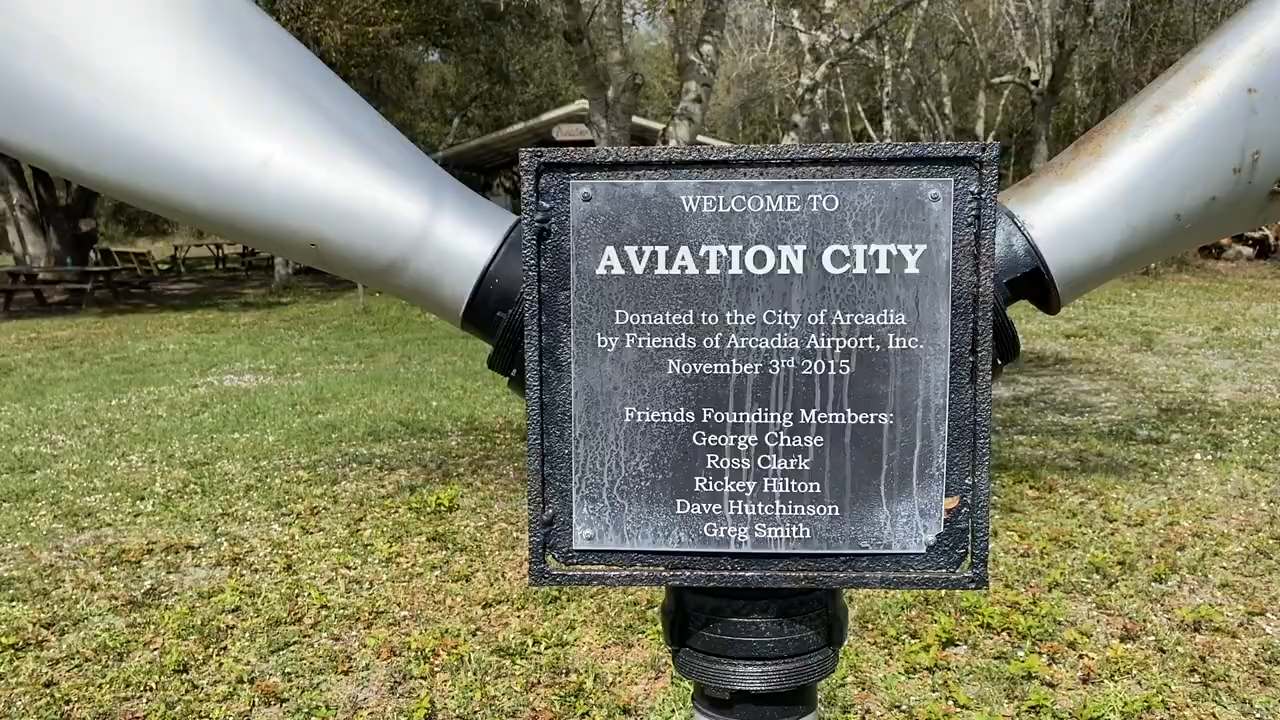 WELCOME TO
AVIATION CITY
Donated to the City of Arcadia
by Friends of Arcadia Airport, Inc.
November 3rd 2015
Friends Founding Members:
George Chase
Ross Clark
Rickey Hilton
Dave Hutchinson
Greg Smith